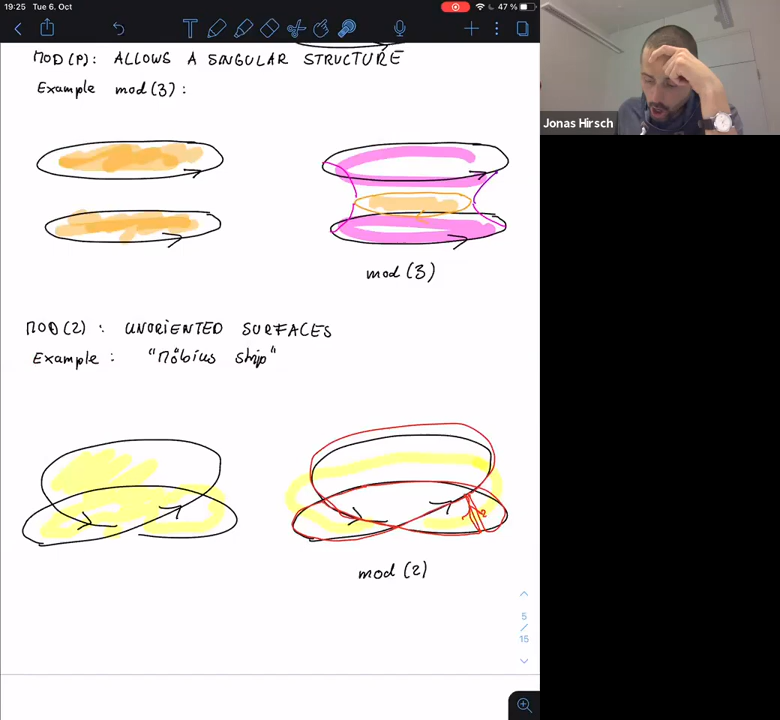 19:25 Tue 6. Oct
47 %
T
MOD(P): ALLOWS A SINGULAR STRUCTURE
Example mod(3):
Jonas Hirsch
mod(3)
MOD(2): UNORIENTED SURFACES
Example: "Möbius strip"
mod(2)
5
/
15